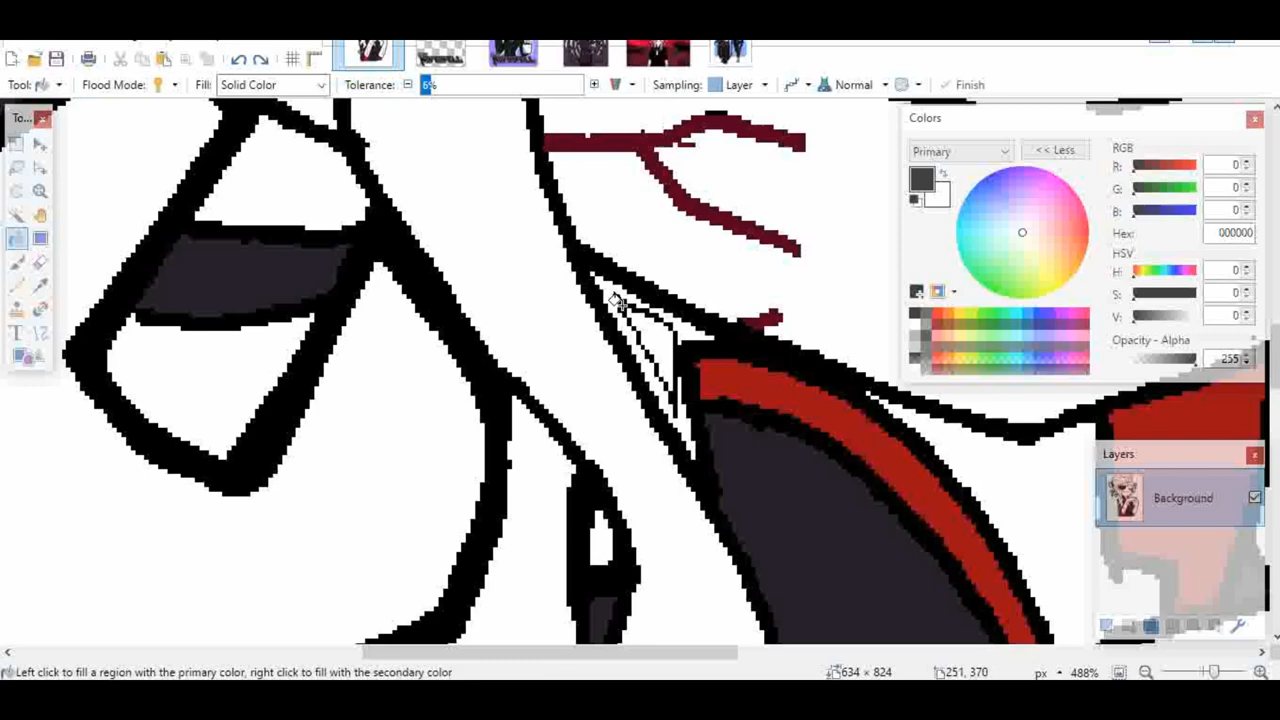 Tool:
Flood Mode:
Fill: Solid Color
Tolerance: 6%
Sampling: Layer
Normal
Finish
To...
Colors
Primary
<< Less
RGB
R: 0
G: 0
B: 0
Hex: 000000
HSV
H: 0
S: 0
V: 0
Opacity - Alpha
255
Layers
Background
Left click to fill a region with the primary color, right click to fill with the secondary color
634 × 824
251, 370
px
488%